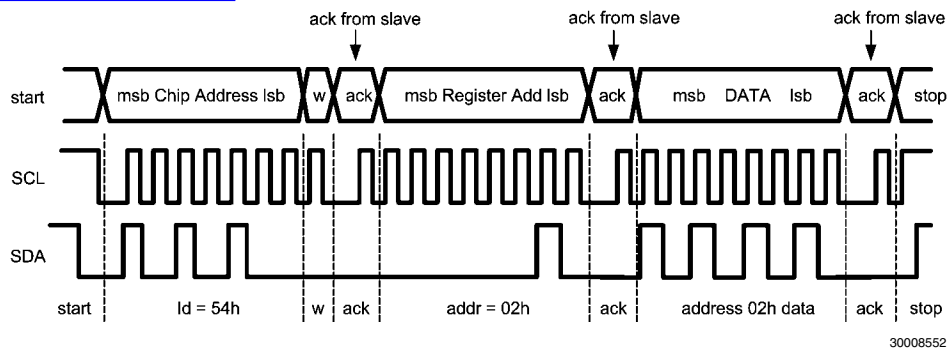 ack from slave ack from slave ack from slave
start msb Chip Address lsb w ack msb Register Add lsb ack msb DATA lsb ack stop
SCL
SDA
start Id = 54h w ack addr = 02h ack address 02h data ack stop
30008552